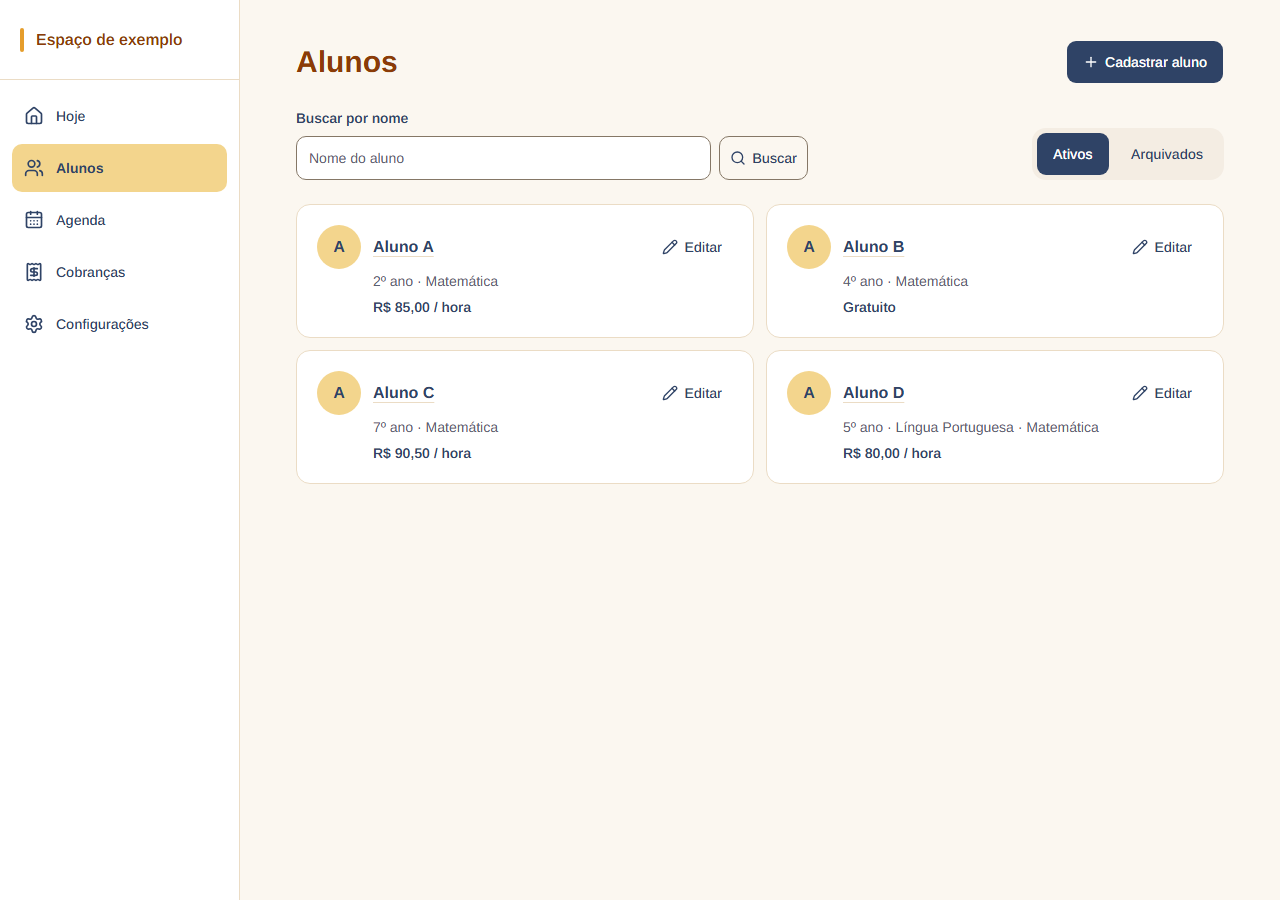 Espaço de exemplo
Hoje
Alunos
Agenda
Cobranças
Configurações
Alunos
Cadastrar aluno
Buscar por nome
Nome do aluno
Buscar
Ativos
Arquivados
A
Aluno A
Editar
2º ano · Matemática
R$ 85,00 / hora
A
Aluno B
Editar
4º ano · Matemática
Gratuito
A
Aluno C
Editar
7º ano · Matemática
R$ 90,50 / hora
A
Aluno D
Editar
5º ano · Língua Portuguesa · Matemática
R$ 80,00 / hora